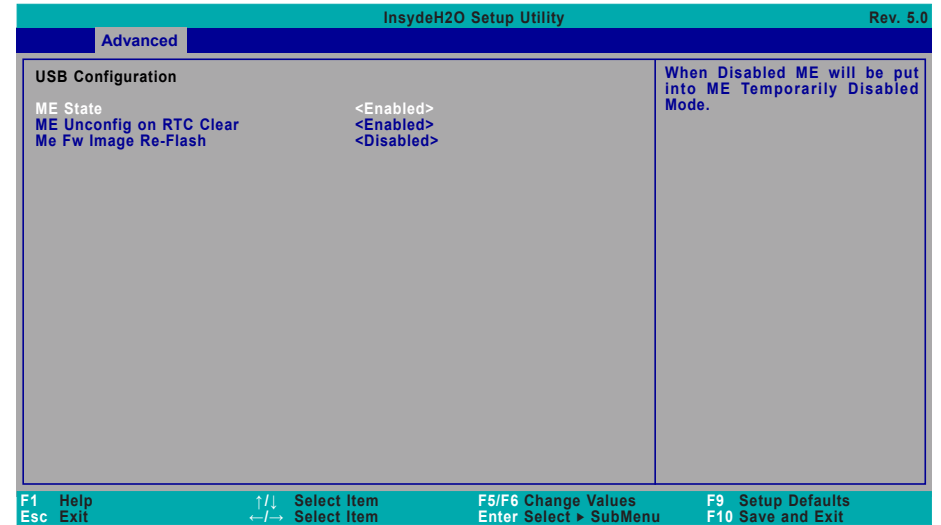 InsydeH2O Setup Utility Rev. 5.0
Advanced
USB Configuration
ME State <Enabled>
ME Unconfig on RTC Clear <Enabled>
Me Fw Image Re-Flash <Disabled>
When Disabled ME will be put
into ME Temporarily Disabled
Mode.
F1 Help ↑/↓ Select Item F5/F6 Change Values F9 Setup Defaults
Esc Exit ←/→ Select Item Enter Select ▸ SubMenu F10 Save and Exit